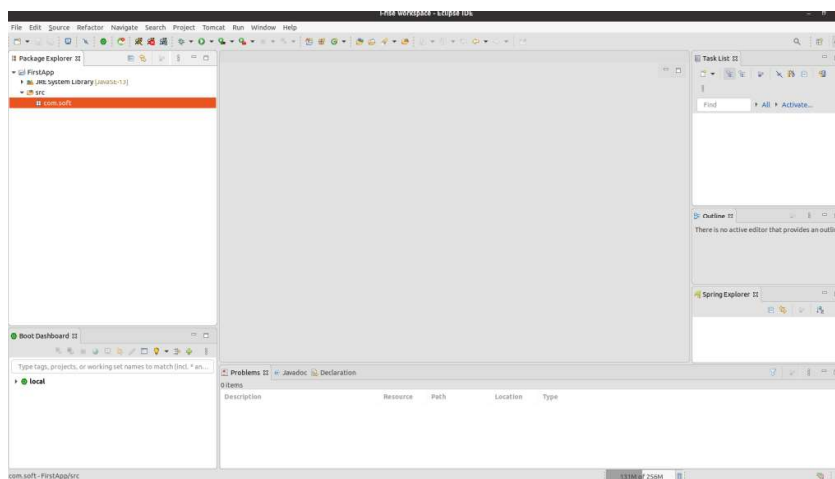 Frise workspace - Eclipse IDE
File Edit Source Refactor Navigate Search Project Tomcat Run Window Help
Package Explorer
FirstApp
JRE System Library [JavaSE-13]
src
com.soft
Task List
Find
All
Activate...
Outline
There is no active editor that provides an outli
Spring Explorer
Boot Dashboard
Type tags, projects, or working set names to match (incl. * an...
local
Problems Javadoc Declaration
0 items
Description Resource Path Location Type
com.soft - FirstApp/src
131M of 256M